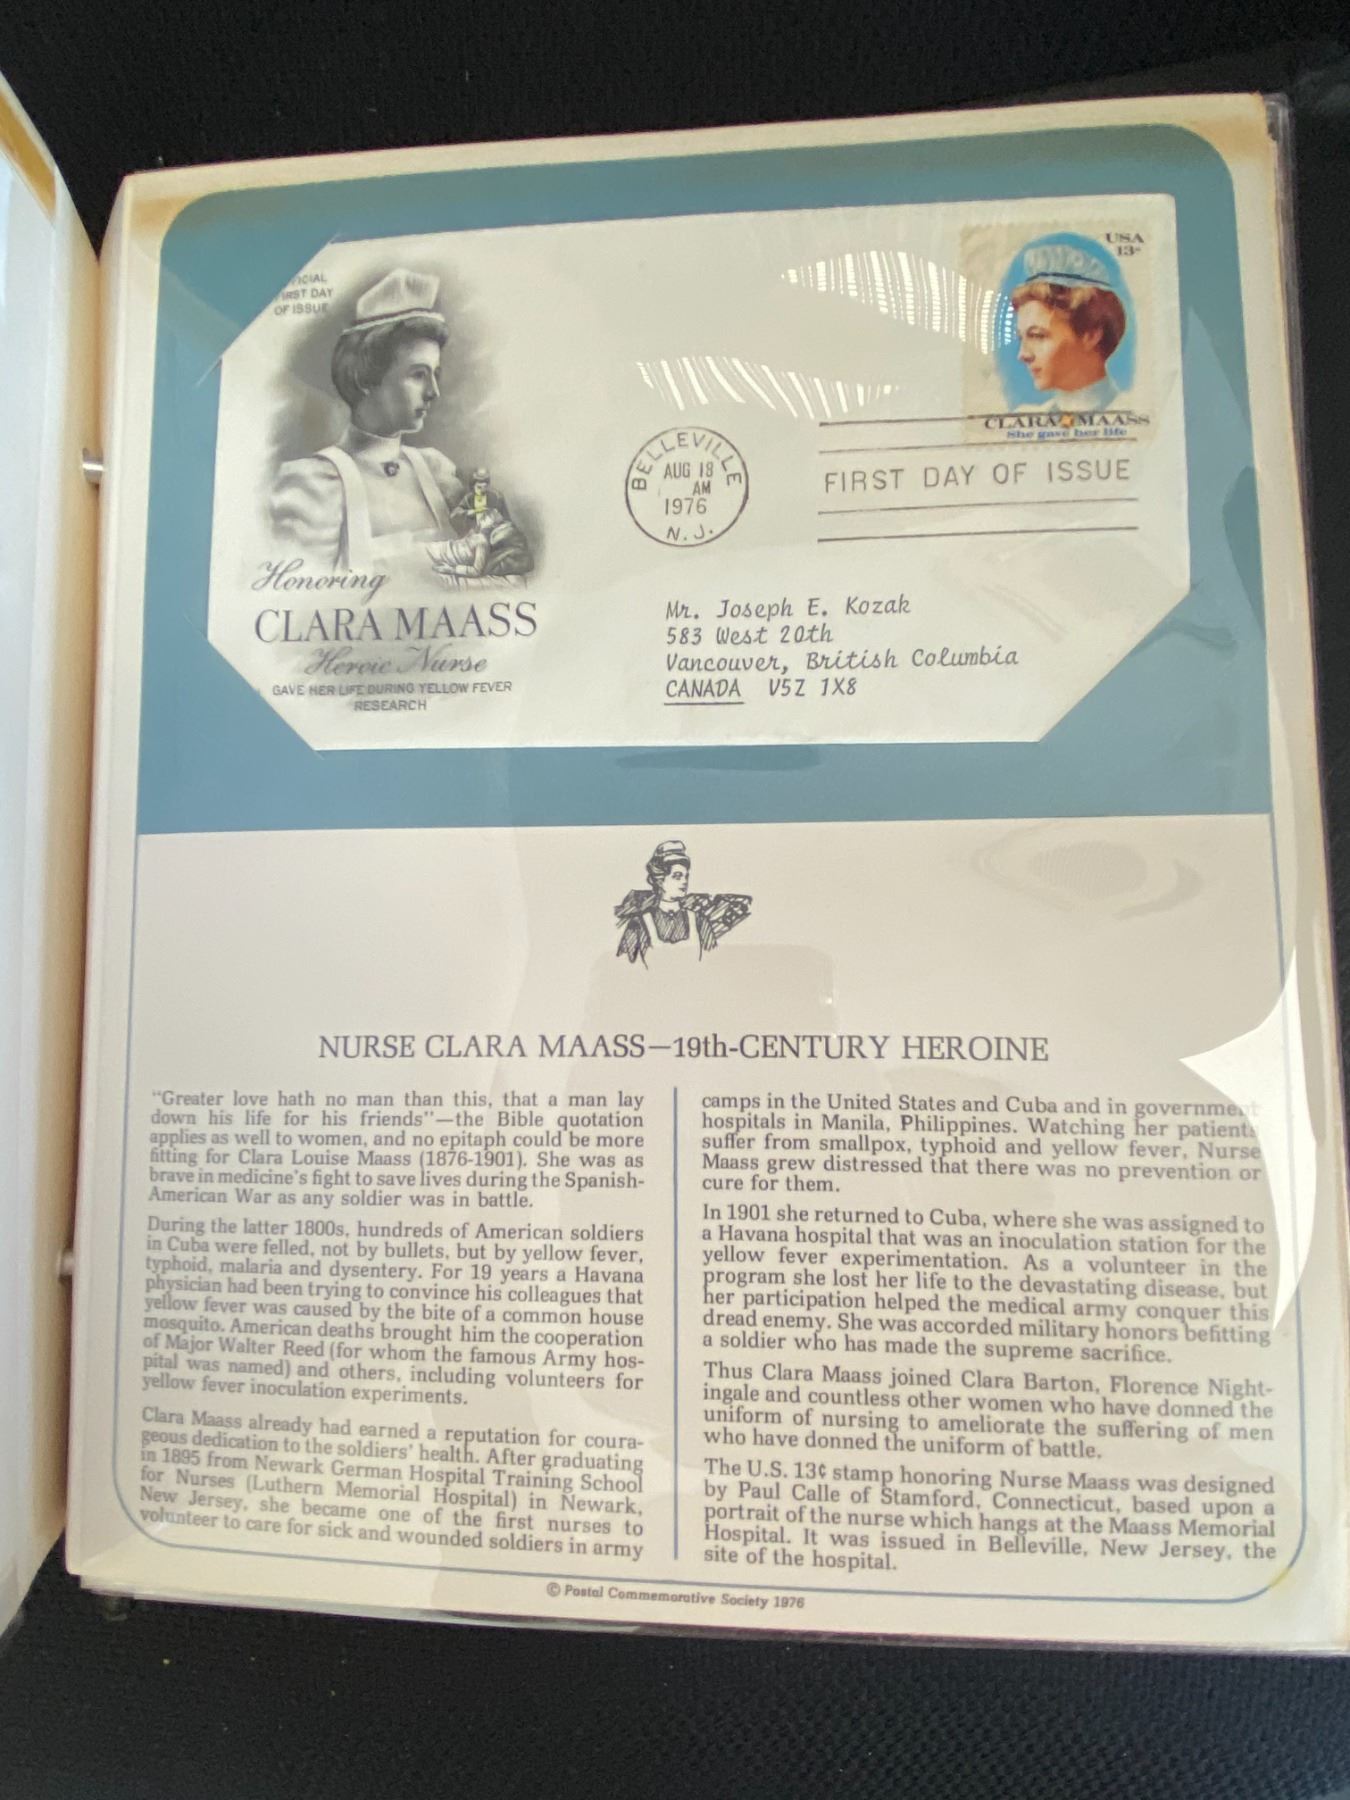 FIRST DAY
OF ISSUE
USA
13c
CLARA MAASS
She gave her life
BELLEVILLE
AUG 18
AM
1976
N.J.
FIRST DAY OF ISSUE
Honoring
CLARA MAASS
Heroic Nurse
GAVE HER LIFE DURING YELLOW FEVER
RESEARCH
Mr. Joseph E. Kozak
583 West 20th
Vancouver, British Columbia
CANADA V5Z 1X8
NURSE CLARA MAASS—19th-CENTURY HEROINE
"Greater love hath no man than this, that a man lay
down his life for his friends"—the Bible quotation
applies as well to women, and no epitaph could be more
fitting for Clara Louise Maass (1876-1901). She was as
brave in medicine's fight to save lives during the Spanish-
American War as any soldier was in battle.
During the latter 1800s, hundreds of American soldiers
in Cuba were felled, not by bullets, but by yellow fever,
typhoid, malaria and dysentery. For 19 years a Havana
physician had been trying to convince his colleagues that
yellow fever was caused by the bite of a common house
mosquito. American deaths brought him the cooperation
of Major Walter Reed (for whom the famous Army hos-
pital was named) and others, including volunteers for
yellow fever inoculation experiments.
Clara Maass already had earned a reputation for coura-
geous dedication to the soldiers' health. After graduating
in 1895 from Newark German Hospital Training School
for Nurses (Luthern Memorial Hospital) in Newark,
New Jersey, she became one of the first nurses to
volunteer to care for sick and wounded soldiers in army
camps in the United States and Cuba and in government
hospitals in Manila, Philippines. Watching her patients
suffer from smallpox, typhoid and yellow fever, Nurse
Maass grew distressed that there was no prevention or
cure for them.
In 1901 she returned to Cuba, where she was assigned to
a Havana hospital that was an inoculation station for the
yellow fever experimentation. As a volunteer in the
program she lost her life to the devastating disease, but
her participation helped the medical army conquer this
dread enemy. She was accorded military honors befitting
a soldier who has made the supreme sacrifice.
Thus Clara Maass joined Clara Barton, Florence Night-
ingale and countless other women who have donned the
uniform of nursing to ameliorate the suffering of men
who have donned the uniform of battle.
The U.S. 13¢ stamp honoring Nurse Maass was designed
by Paul Calle of Stamford, Connecticut, based upon a
portrait of the nurse which hangs at the Maass Memorial
Hospital. It was issued in Belleville, New Jersey, the
site of the hospital.
© Postal Commemorative Society 1976